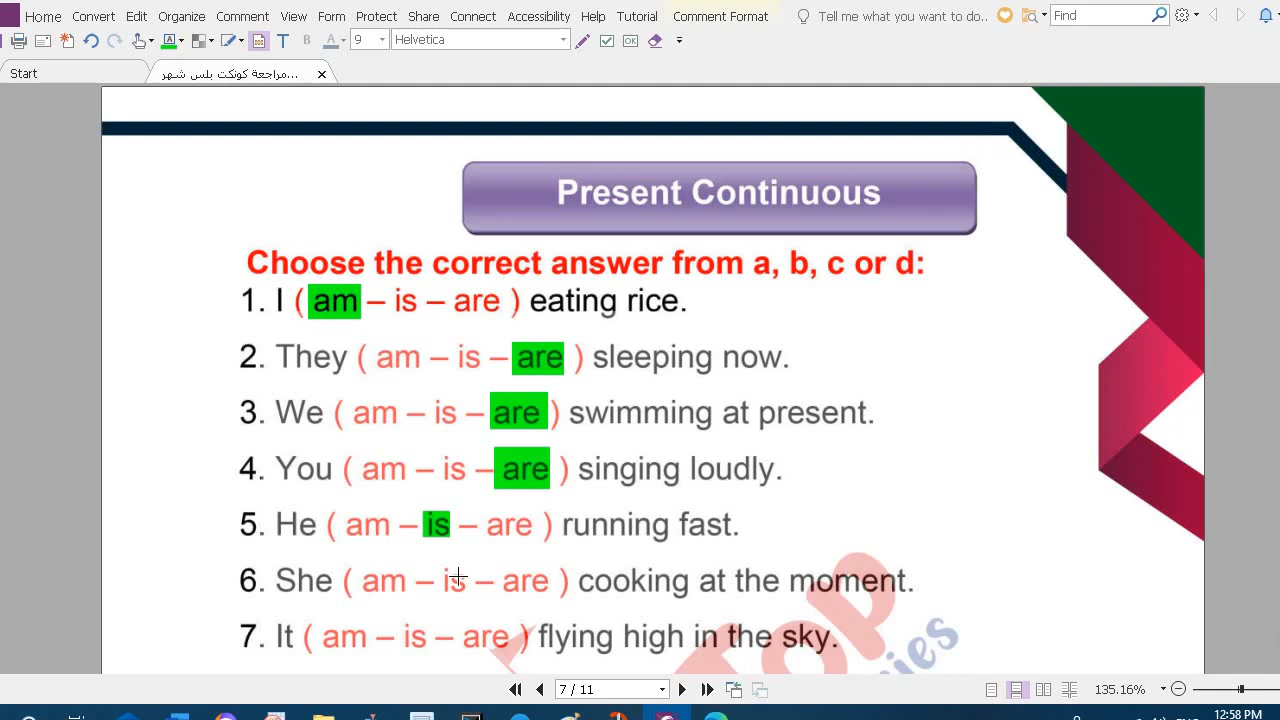 Home Convert Edit Organize Comment View Form Protect Share Connect Accessibility Help Tutorial Comment Format Tell me what you want to do.. Find
9 Helvetica
Start مراجعة كونكت بلس شهر...
Present Continuous
Choose the correct answer from a, b, c or d:
1. I ( am – is – are ) eating rice.
2. They ( am – is – are ) sleeping now.
3. We ( am – is – are ) swimming at present.
4. You ( am – is – are ) singing loudly.
5. He ( am – is – are ) running fast.
6. She ( am – is – are ) cooking at the moment.
7. It ( am – is – are ) flying high in the sky.
Top
7 / 11 135.16%
12:58 PM